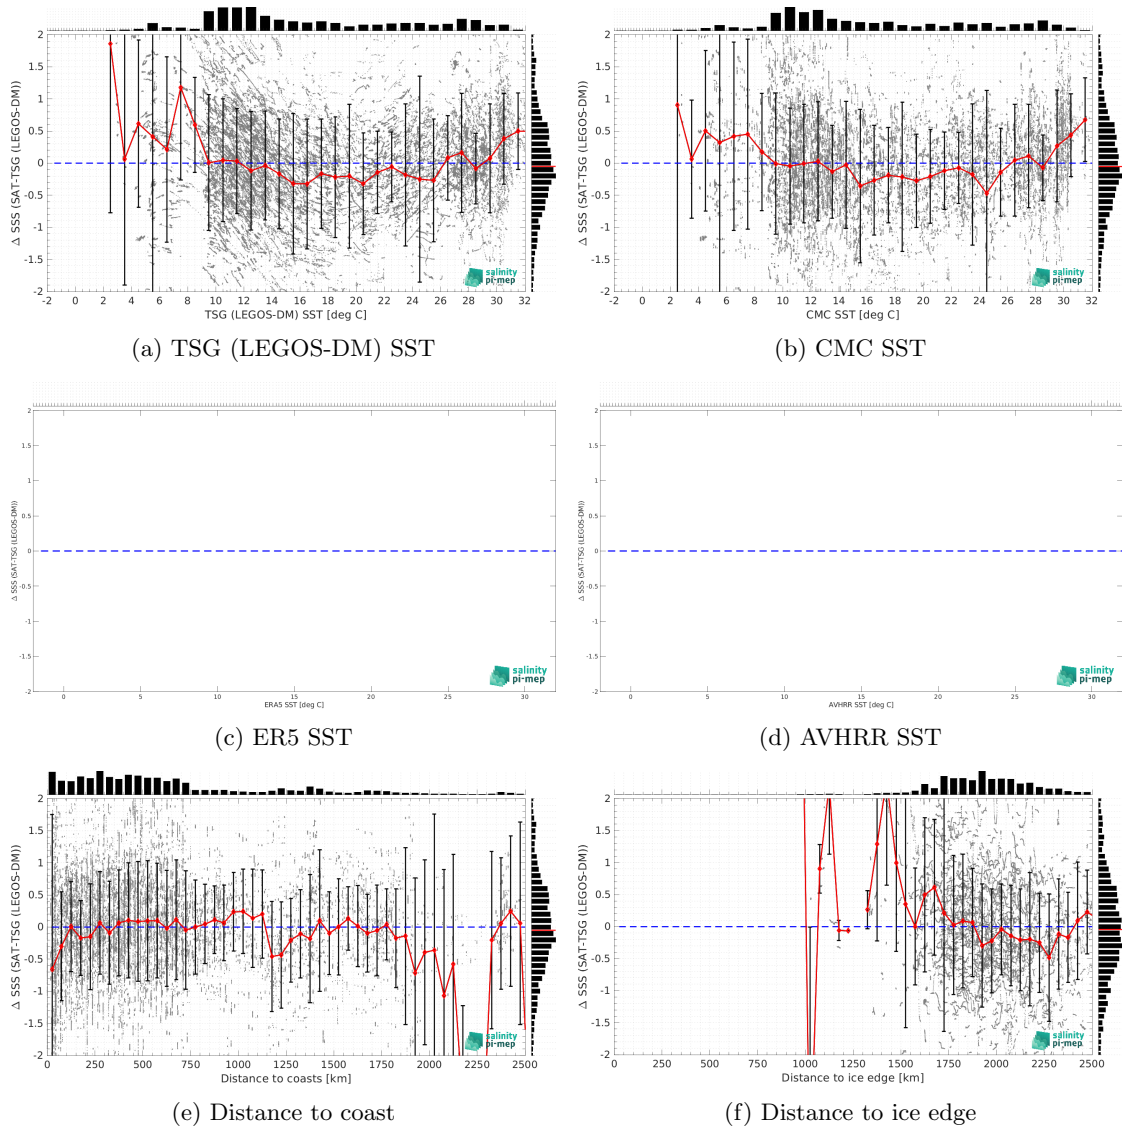 2
1.5
1
0.5
0
-0.5
-1
-1.5
-2
Δ SSS (SAT-TSG (LEGOS-DM))
-2 0 2 4 6 8 10 12 14 16 18 20 22 24 26 28 30 32
TSG (LEGOS-DM) SST [deg C]
salinity
pi-mep
(a) TSG (LEGOS-DM) SST
2
1.5
1
0.5
0
-0.5
-1
-1.5
-2
Δ SSS (SAT-TSG (LEGOS-DM))
-2 0 2 4 6 8 10 12 14 16 18 20 22 24 26 28 30 32
CMC SST [deg C]
salinity
pi-mep
(b) CMC SST
2
1.5
1
0.5
0
-0.5
-1
-1.5
-2
Δ SSS (SAT-TSG (LEGOS-DM))
0 5 10 15 20 25 30
ERA5 SST [deg C]
salinity
pi-mep
(c) ER5 SST
2
1.5
1
0.5
0
-0.5
-1
-1.5
-2
Δ SSS (SAT-TSG (LEGOS-DM))
0 5 10 15 20 25 30
AVHRR SST [deg C]
salinity
pi-mep
(d) AVHRR SST
2
1.5
1
0.5
0
-0.5
-1
-1.5
-2
Δ SSS (SAT-TSG (LEGOS-DM))
0 250 500 750 1000 1250 1500 1750 2000 2250 2500
Distance to coasts [km]
salinity
pi-mep
(e) Distance to coast
2
1.5
1
0.5
0
-0.5
-1
-1.5
-2
Δ SSS (SAT-TSG (LEGOS-DM))
0 250 500 750 1000 1250 1500 1750 2000 2250 2500
Distance to ice edge [km]
salinity
pi-mep
(f) Distance to ice edge